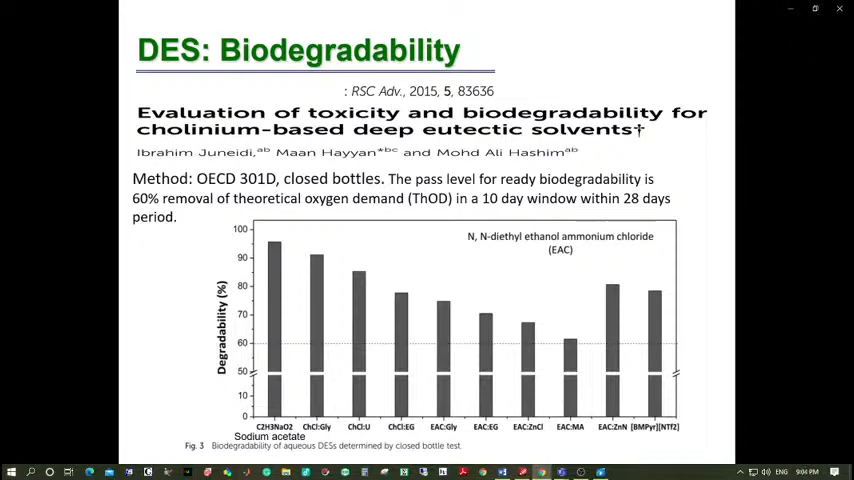 DES: Biodegradability
: RSC Adv., 2015, 5, 83636
Evaluation of toxicity and biodegradability for
cholinium-based deep eutectic solvents†
Ibrahim Juneidi,ab Maan Hayyan*bc and Mohd Ali Hashimab
Method: OECD 301D, closed bottles. The pass level for ready biodegradability is
60% removal of theoretical oxygen demand (ThOD) in a 10 day window within 28 days
period.
N, N-diethyl ethanol ammonium chloride
(EAC)
Degradability (%)
100
90
80
70
60
50
10
0
C2H3NaO2 ChCl:Gly ChCl:U ChCl:EG EAC:Gly EAC:EG EAC:ZnCl EAC:MA EAC:ZnN [BMPyr][NTf2]
Sodium acetate
Fig. 3 Biodegradability of aqueous DESs determined by closed bottle test.
ENG 9:04 PM